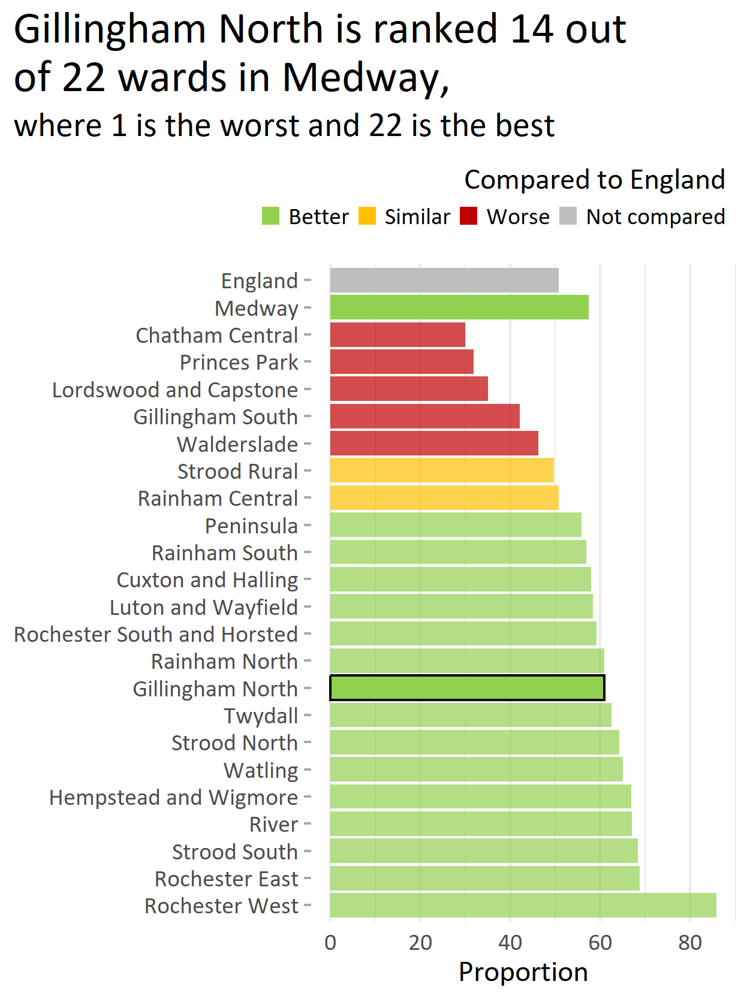 Gillingham North is ranked 14 out
of 22 wards in Medway,
where 1 is the worst and 22 is the best
Compared to England
Better Similar Worse Not compared
England
Medway
Chatham Central
Princes Park
Lordswood and Capstone
Gillingham South
Walderslade
Strood Rural
Rainham Central
Peninsula
Rainham South
Cuxton and Halling
Luton and Wayfield
Rochester South and Horsted
Rainham North
Gillingham North
Twydall
Strood North
Watling
Hempstead and Wigmore
River
Strood South
Rochester East
Rochester West
0 20 40 60 80
Proportion